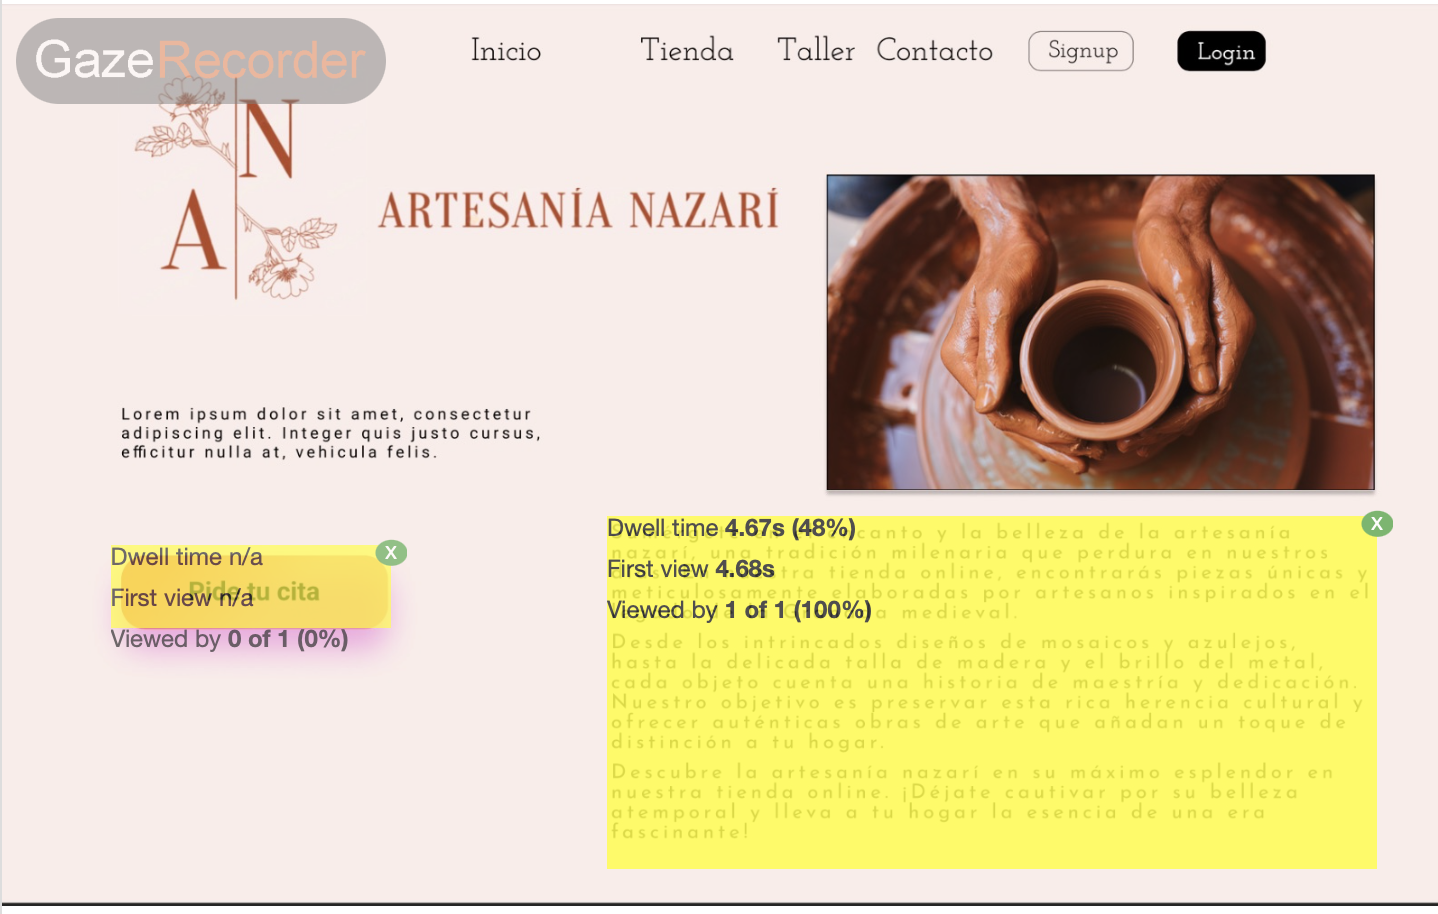 GazeRecorder
Inicio Tienda Taller Contacto Signup Login
N
A
ARTESANÍA NAZARÍ
Lorem ipsum dolor sit amet, consectetur
adipiscing elit. Integer quis justo cursus,
efficitur nulla at, vehicula felis.
Dwell time n/a
X
Pide tu cita
First view n/a
Viewed by 0 of 1 (0%)
Dwell time 4.67s (48%)
X
First view 4.68s
Viewed by 1 of 1 (100%)
y la belleza de la artesanía
nazarí, una tradición milenaria que perdura en nuestros
tienda online, encontrarás piezas únicas y
meticulosamente elaboradas por artesanos inspirados en el
medieval.
Desde los intrincados diseños de mosaicos y azulejos,
hasta la delicada talla de madera y el brillo del metal,
cada objeto cuenta una historia de maestría y dedicación.
Nuestro objetivo es preservar esta rica herencia cultural y
ofrecer auténticas obras de arte que añadan un toque de
distinción a tu hogar.
Descubre la artesanía nazarí en su máximo esplendor en
nuestra tienda online. ¡Déjate cautivar por su belleza
atemporal y lleva a tu hogar la esencia de una era
fascinante!